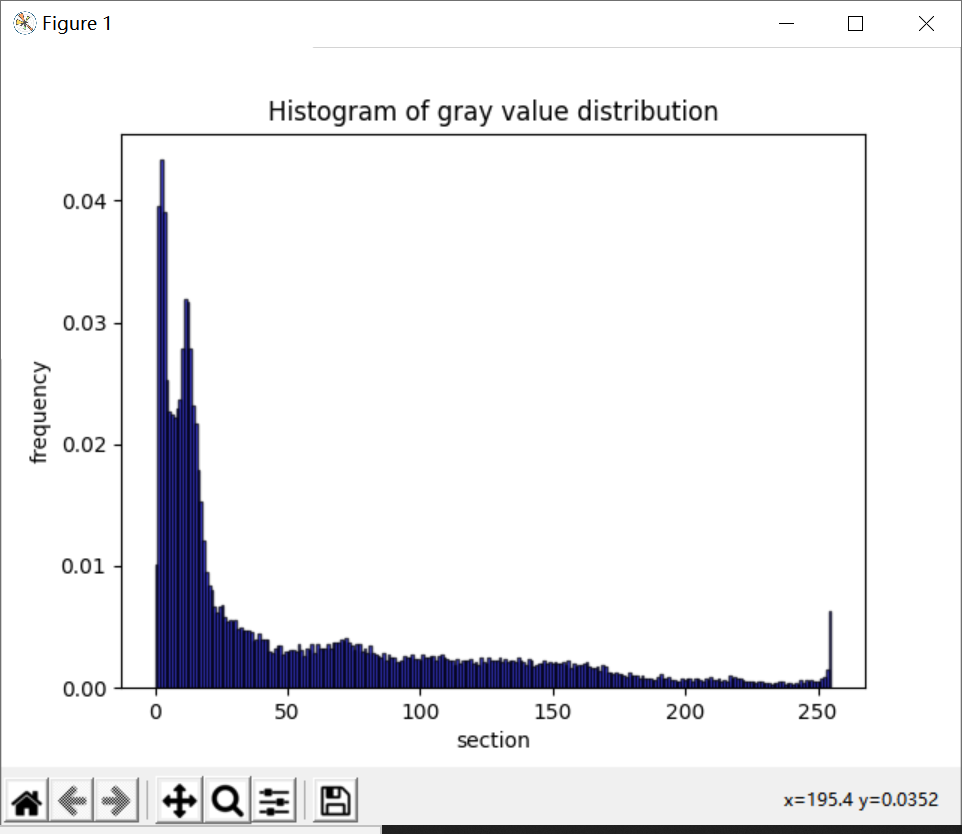 Figure 1
Histogram of gray value distribution
0.04
0.03
0.02
0.01
0.00
frequency
0 50 100 150 200 250
section
x=195.4 y=0.0352